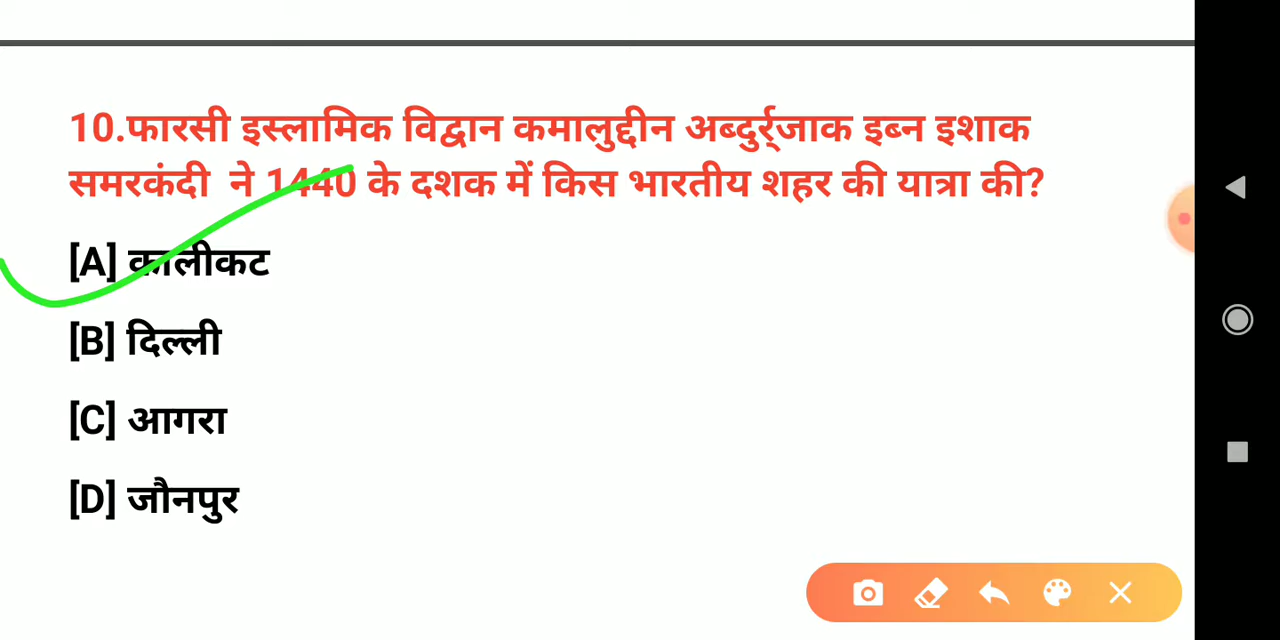 10.फारसी इस्लामिक विद्वान कमालुद्दीन अब्दुर्र्जाक इब्न इशाक
समरकंदी ने 1440 के दशक में किस भारतीय शहर की यात्रा की?
[A] कालीकट
[B] दिल्ली
[C] आगरा
[D] जौनपुर